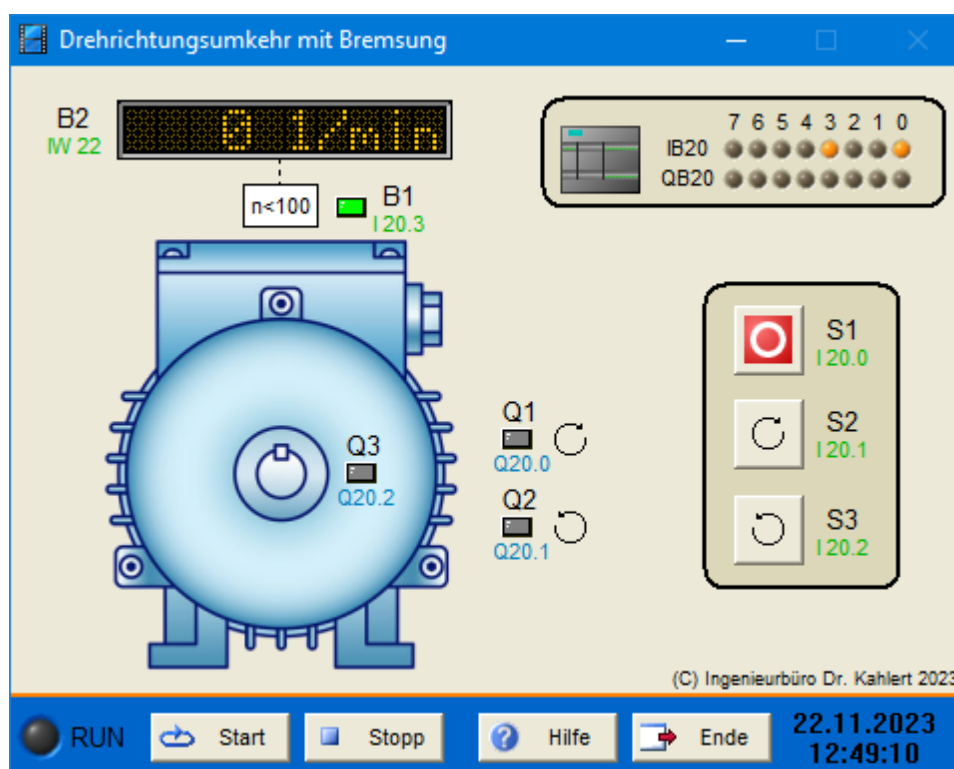 Drehrichtungsumkehr mit Bremsung
B2
IW 22
0 1/min
7 6 5 4 3 2 1 0
IB20
QB20
n<100
B1
I 20.3
S1
I 20.0
Q1
Q20.0
S2
I 20.1
Q3
Q20.2
Q2
Q20.1
S3
I 20.2
(C) Ingenieurbüro Dr. Kahlert 2023
RUN
Start
Stopp
?
Hilfe
Ende
22.11.2023
12:49:10